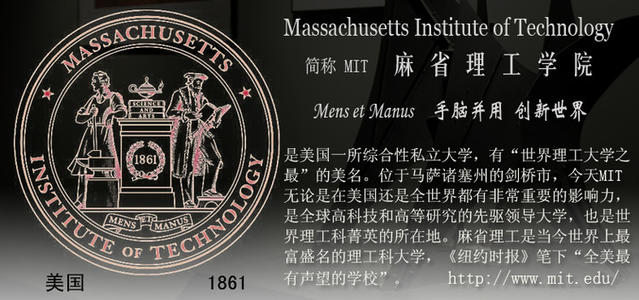 MASSACHUSETTS
INSTITUTE OF TECHNOLOGY
SCIENCE
AND
ARTS
1861
MENS ET MANUS
美国 1861
Massachusetts Institute of Technology
简称 MIT 麻省理工学院
Mens et Manus 手脑并用 创新世界
是美国一所综合性私立大学，有“世界理工大学之
最”的美名。位于马萨诸塞州的剑桥市，今天MIT
无论是在美国还是全世界都有非常重要的影响力，
是全球高科技和高等研究的先驱领导大学，也是世
界理工科菁英的所在地。麻省理工是当今世界上最
富盛名的理工科大学，《纽约时报》笔下“全美最
有声望的学校”。 http://www.mit.edu/